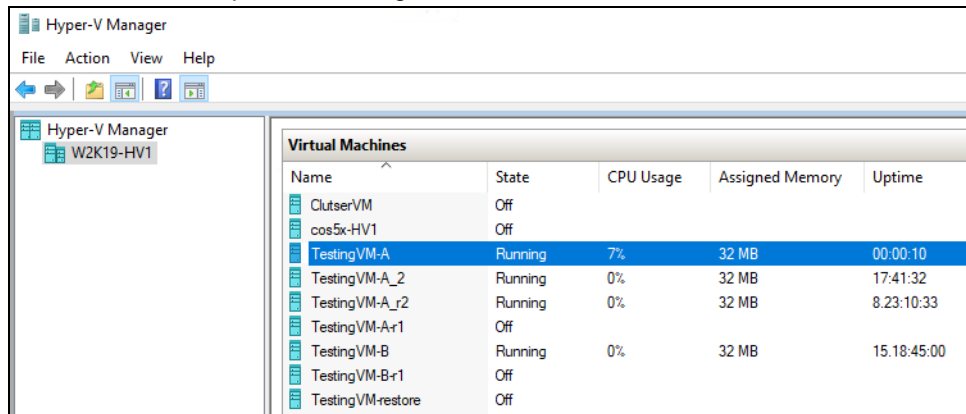 Hyper-V Manager
File Action View Help
Hyper-V Manager
W2K19-HV1
Virtual Machines
Name State CPU Usage Assigned Memory Uptime
ClutserVM Off
cos5x-HV1 Off
TestingVM-A Running 7% 32 MB 00:00:10
TestingVM-A_2 Running 0% 32 MB 17:41:32
TestingVM-A_r2 Running 0% 32 MB 8.23:10:33
TestingVM-A-r1 Off
TestingVM-B Running 0% 32 MB 15.18:45:00
TestingVM-B-r1 Off
TestingVM-restore Off